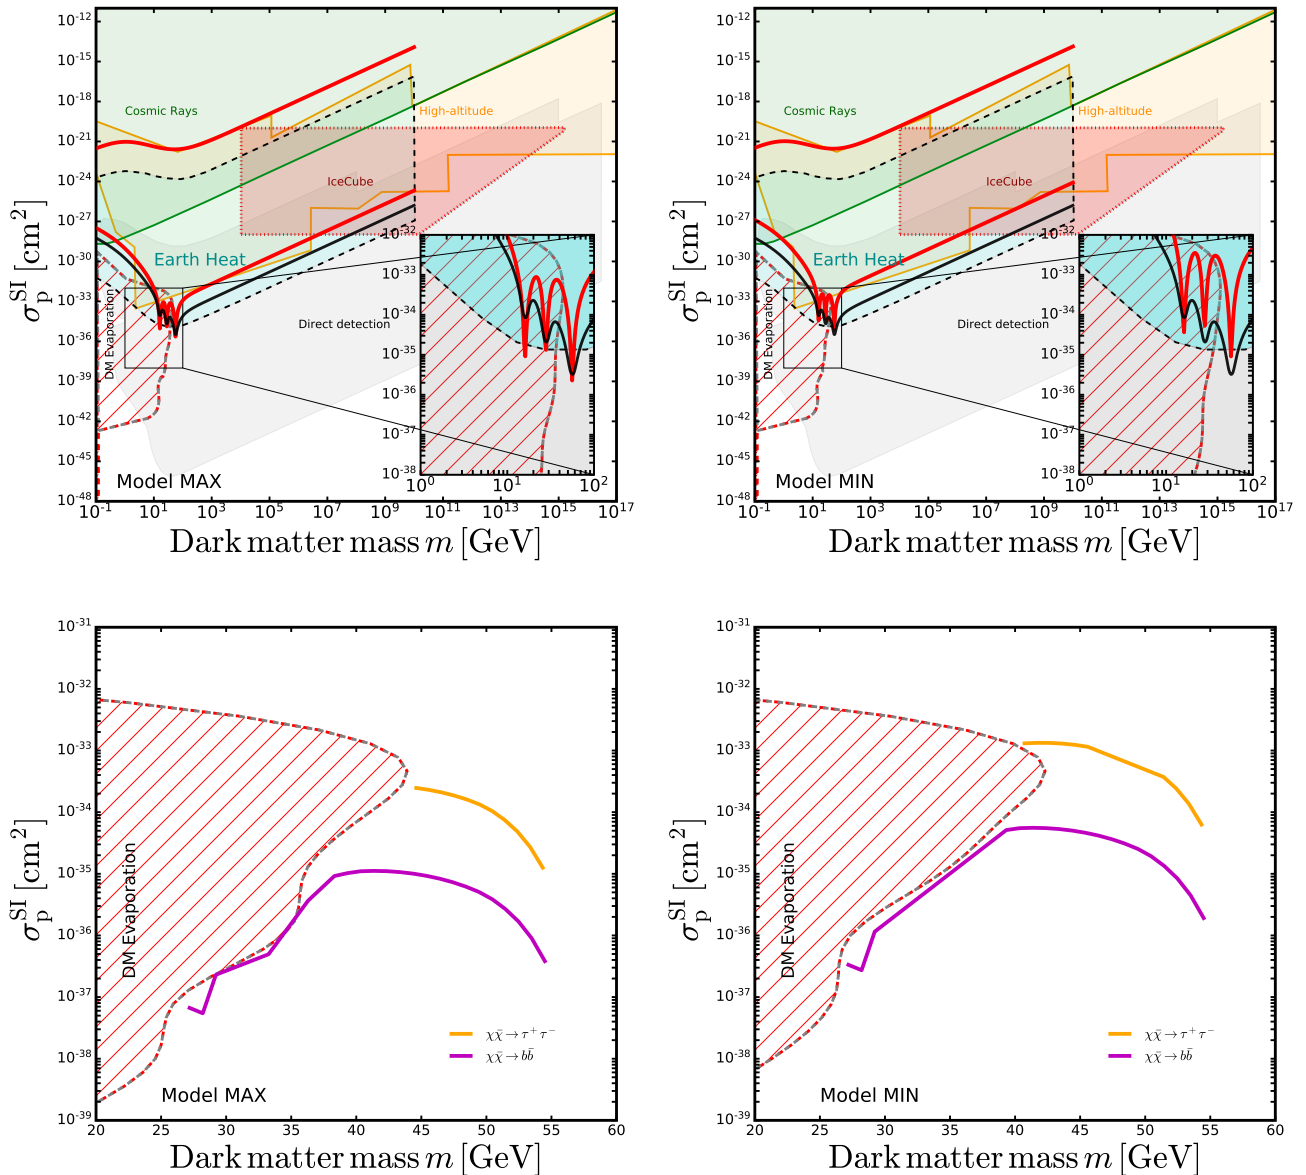 10^-12
10^-15
10^-18
10^-21
10^-24
10^-27
10^-30
10^-33
10^-36
10^-39
10^-42
10^-45
10^-48
σ_p^SI [cm^2]
Cosmic Rays
High-altitude
IceCube
Earth Heat
Direct detection
DM Evaporation
Model MAX
10^-32
10^-33
10^-34
10^-35
10^-36
10^-37
10^-38
10^0 10^1 10^2
10^-1 10^1 10^3 10^5 10^7 10^9 10^11 10^13 10^15 10^17
Dark matter mass m [GeV]
10^-12
10^-15
10^-18
10^-21
10^-24
10^-27
10^-30
10^-33
10^-36
10^-39
10^-42
10^-45
10^-48
σ_p^SI [cm^2]
Cosmic Rays
High-altitude
IceCube
Earth Heat
Direct detection
DM Evaporation
Model MIN
10^-32
10^-33
10^-34
10^-35
10^-36
10^-37
10^-38
10^0 10^1 10^2
10^-1 10^1 10^3 10^5 10^7 10^9 10^11 10^13 10^15 10^17
Dark matter mass m [GeV]
10^-31
10^-32
10^-33
10^-34
10^-35
10^-36
10^-37
10^-38
10^-39
σ_p^SI [cm^2]
DM Evaporation
χχ̄→τ^+τ^-
χχ̄→bb̄
Model MAX
20 25 30 35 40 45 50 55 60
Dark matter mass m [GeV]
10^-31
10^-32
10^-33
10^-34
10^-35
10^-36
10^-37
10^-38
10^-39
σ_p^SI [cm^2]
DM Evaporation
χχ̄→τ^+τ^-
χχ̄→bb̄
Model MIN
20 25 30 35 40 45 50 55 60
Dark matter mass m [GeV]